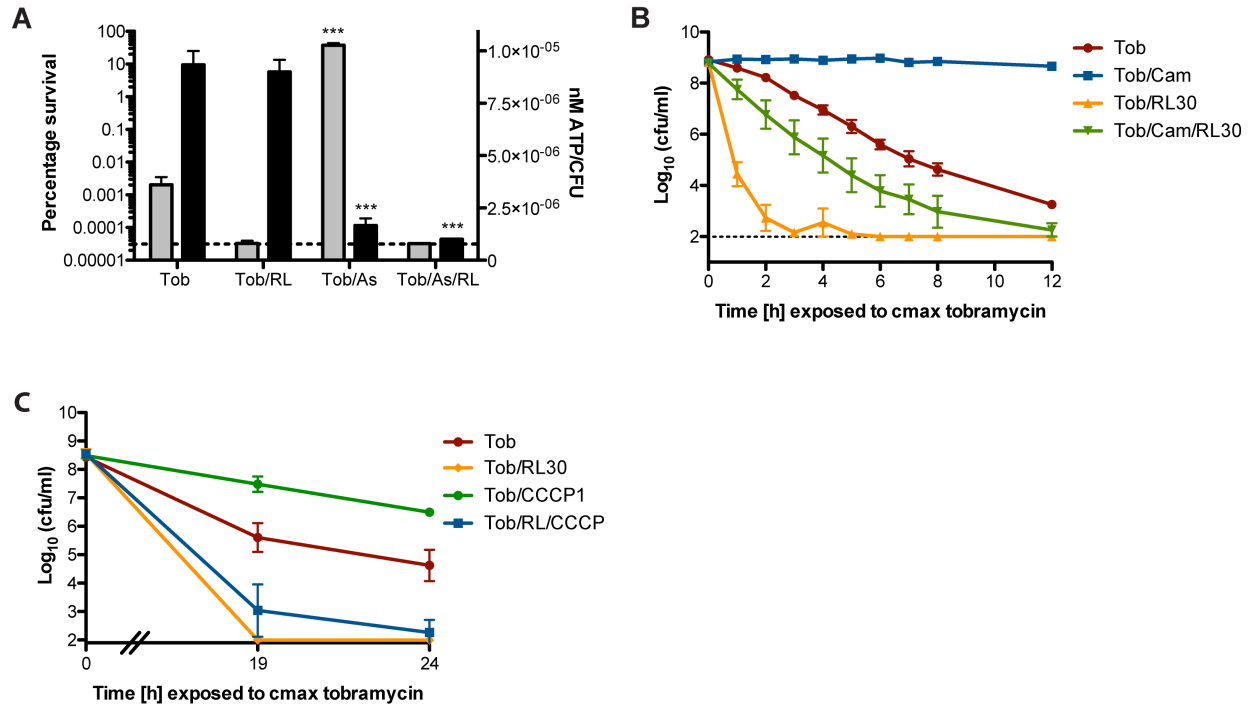 A
Percentage survival
100
10
1
0.1
0.01
0.001
0.0001
0.00001
***
***
***
1.0×10⁻⁰⁵
7.5×10⁻⁰⁶
5.0×10⁻⁰⁶
2.5×10⁻⁰⁶
0
nM ATP/CFU
Tob Tob/RL Tob/As Tob/As/RL
B
Log₁₀ (cfu/ml)
10
8
6
4
2
0 2 4 6 8 10 12
Time [h] exposed to cmax tobramycin
Tob
Tob/Cam
Tob/RL30
Tob/Cam/RL30
C
Log₁₀ (cfu/ml)
10
9
8
7
6
5
4
3
2
0 19 24
Time [h] exposed to cmax tobramycin
Tob
Tob/RL30
Tob/CCCP1
Tob/RL/CCCP